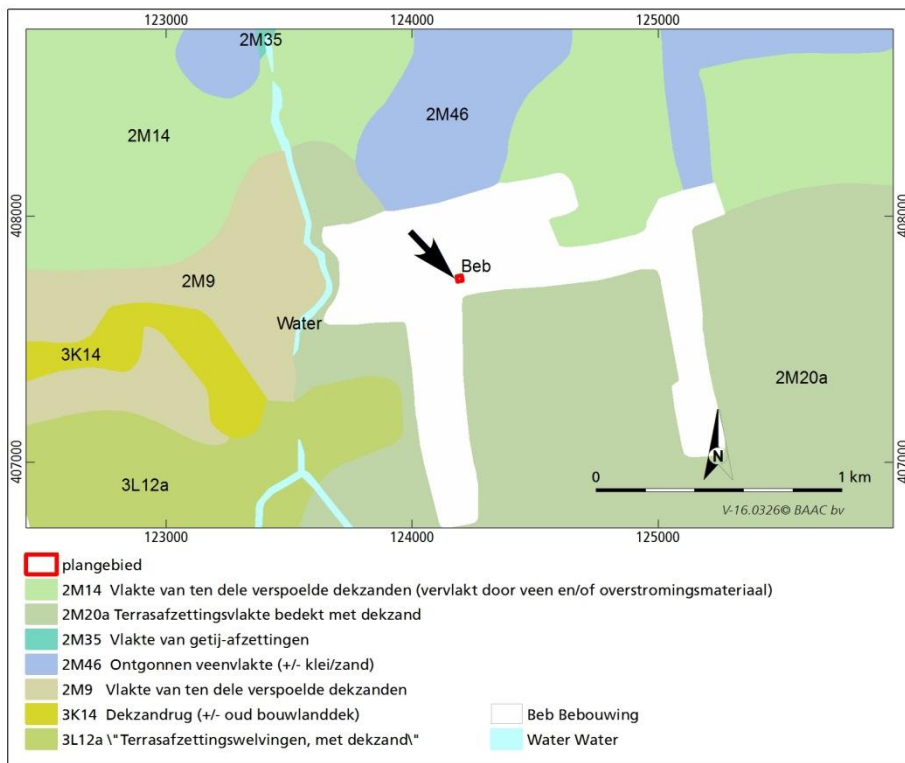 123000 124000 125000
2M35
2M46
2M14
408000 408000
Beb
2M9
Water
3K14
2M20a
407000 407000
3L12a
N
0 1 km
V-16.0326© BAAC bv
123000 124000 125000
plangebied
2M14 Vlakte van ten dele verspoelde dekzanden (vervlakt door veen en/of overstromingsmateriaal)
2M20a Terrasafzettingsvlakte bedekt met dekzand
2M35 Vlakte van getij-afzettingen
2M46 Ontgonnen veenvlakte (+/- klei/zand)
2M9 Vlakte van ten dele verspoelde dekzanden
3K14 Dekzandrug (+/- oud bouwlanddek)
3L12a \"Terrasafzettingswelvingen, met dekzand\"
Beb Bebouwing
Water Water